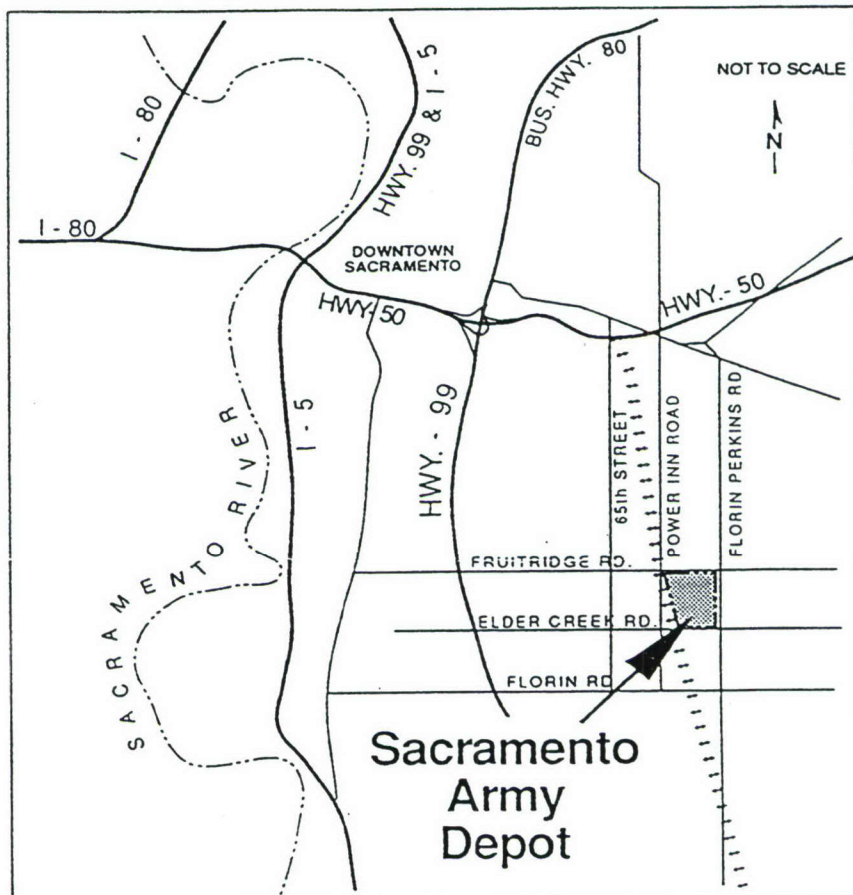 I - 80
HWY. 99 & I - 5
BUS. HWY. 80
NOT TO SCALE
N
I - 80
DOWNTOWN
SACRAMENTO
HWY- 50
HWY.- 50
I - 5
HWY. - 99
SACRAMENTO RIVER
65th STREET
POWER INN ROAD
FLORIN PERKINS RD
FRUITRIDGE RD.
ELDER CREEK RD.
FLORIN RD
Sacramento
Army
Depot